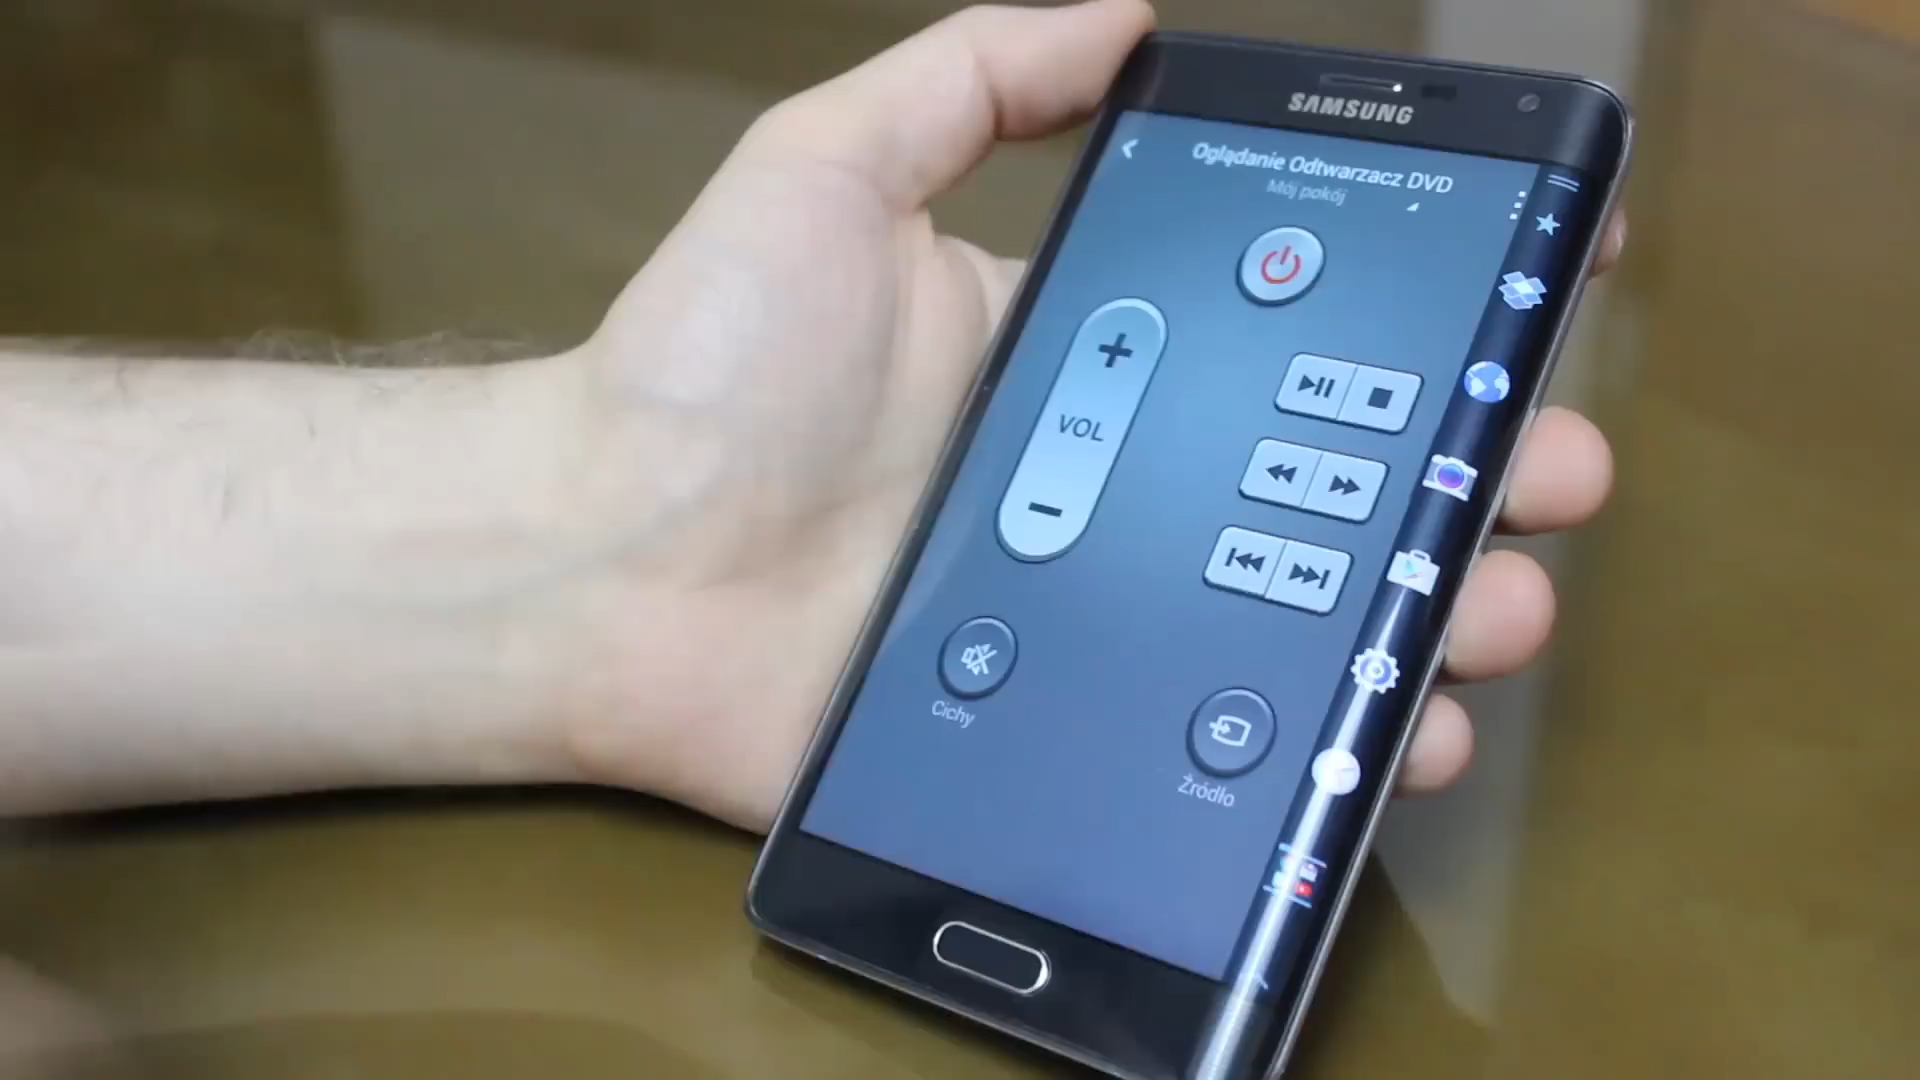 SAMSUNG
Oglądanie Odtwarzacz DVD
Mój pokój
VOL
Cichy
Źródło